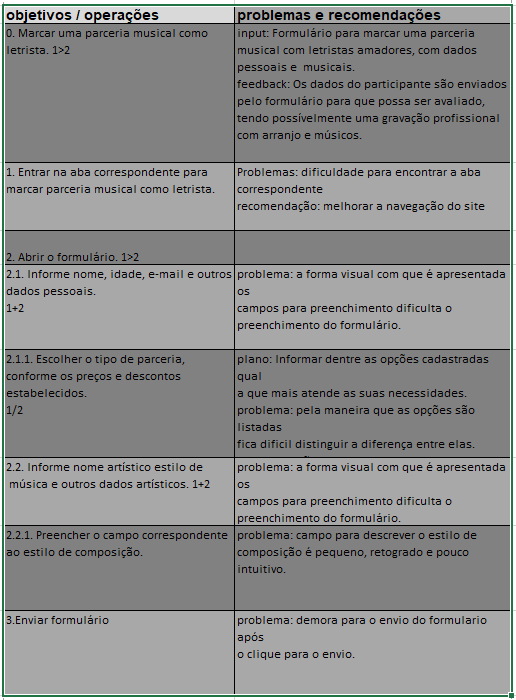 objetivos / operações
problemas e recomendações
0. Marcar uma parceria musical como
letrista. 1>2
input: Formulário para marcar uma parceria
musical com letristas amadores, com dados
pessoais e musicais.
feedback: Os dados do participante são enviados
pelo formulário para que possa ser avaliado,
tendo possívelmente uma gravação profissional
com arranjo e músicos.
1. Entrar na aba correspondente para
marcar parceria musical como letrista.
Problemas: dificuldade para encontrar a aba
correspondente
recomendação: melhorar a navegação do site
2. Abrir o formulário. 1>2
2.1. Informe nome, idade, e-mail e outros
dados pessoais.
1+2
problema: a forma visual com que é apresentada
os
campos para preenchimento dificulta o
preenchimento do formulário.
2.1.1. Escolher o tipo de parceria,
conforme os preços e descontos
estabelecidos.
1/2
plano: Informar dentre as opções cadastradas
qual
a que mais atende as suas necessidades.
problema: pela maneira que as opções são
listadas
fica dificil distinguir a diferença entre elas.
2.2. Informe nome artístico estilo de
música e outros dados artísticos. 1+2
problema: a forma visual com que é apresentada
os
campos para preenchimento dificulta o
preenchimento do formulário.
2.2.1. Preencher o campo correspondente
ao estilo de composição.
problema: campo para descrever o estilo de
composição é pequeno, retogrado e pouco
intuitivo.
3.Enviar formulário
problema: demora para o envio do formulario
após
o clique para o envio.